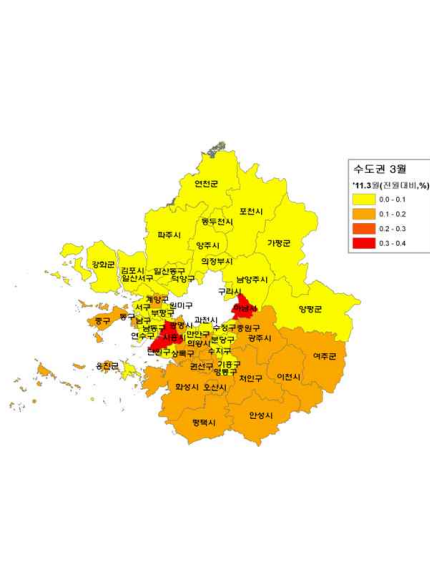 수도권 3월
'11.3월(전월대비,%)
0.0 - 0.1
0.1 - 0.2
0.2 - 0.3
0.3 - 0.4
연천군
포천시
동두천시
파주시
가평군
양주시
의정부시
강화군
김포시
일산동구
일산서구
덕양구
남양주시
구리시
양평군
계양구
서구
원미구
부평구
중구
동구
남구
남동구
광명시
과천시
하남시
연수구
시흥시
만안구
수정구
중원구
의왕시
분당구
광주시
단원구
상록구
수지구
여주군
옹진군
권선구
기흥구
영통구
처인구
이천시
화성시
오산시
평택시
안성시